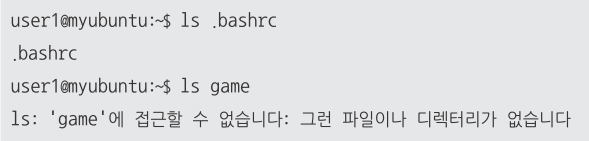 user1@myubuntu:~$ ls .bashrc
.bashrc
user1@myubuntu:~$ ls game
ls: 'game'에 접근할 수 없습니다: 그런 파일이나 디렉터리가 없습니다